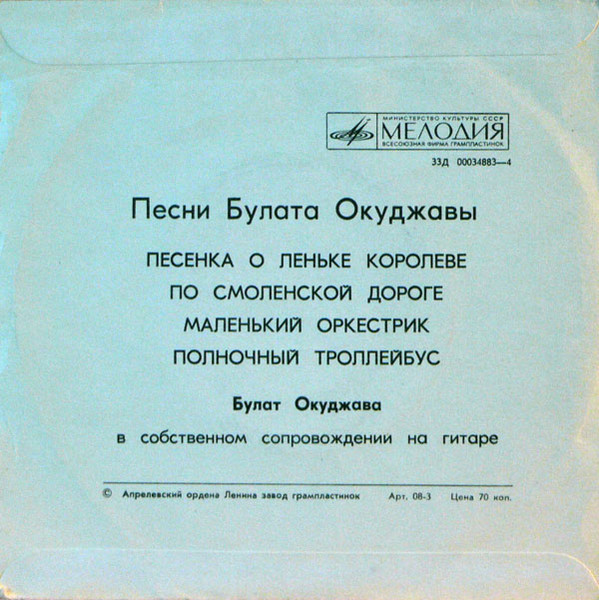 МИНИСТЕРСТВО КУЛЬТУРЫ СССР
МЕЛОДИЯ
ВСЕСОЮЗНАЯ ФИРМА ГРАМПЛАСТИНОК
33Д 00034883—4
Песни Булата Окуджавы
ПЕСЕНКА О ЛЕНЬКЕ КОРОЛЕВЕ
ПО СМОЛЕНСКОЙ ДОРОГЕ
МАЛЕНЬКИЙ ОРКЕСТРИК
ПОЛНОЧНЫЙ ТРОЛЛЕЙБУС
Булат Окуджава
в собственном сопровождении на гитаре
© Апрелевский ордена Ленина завод грампластинок Арт. 08-3 Цена 70 коп.